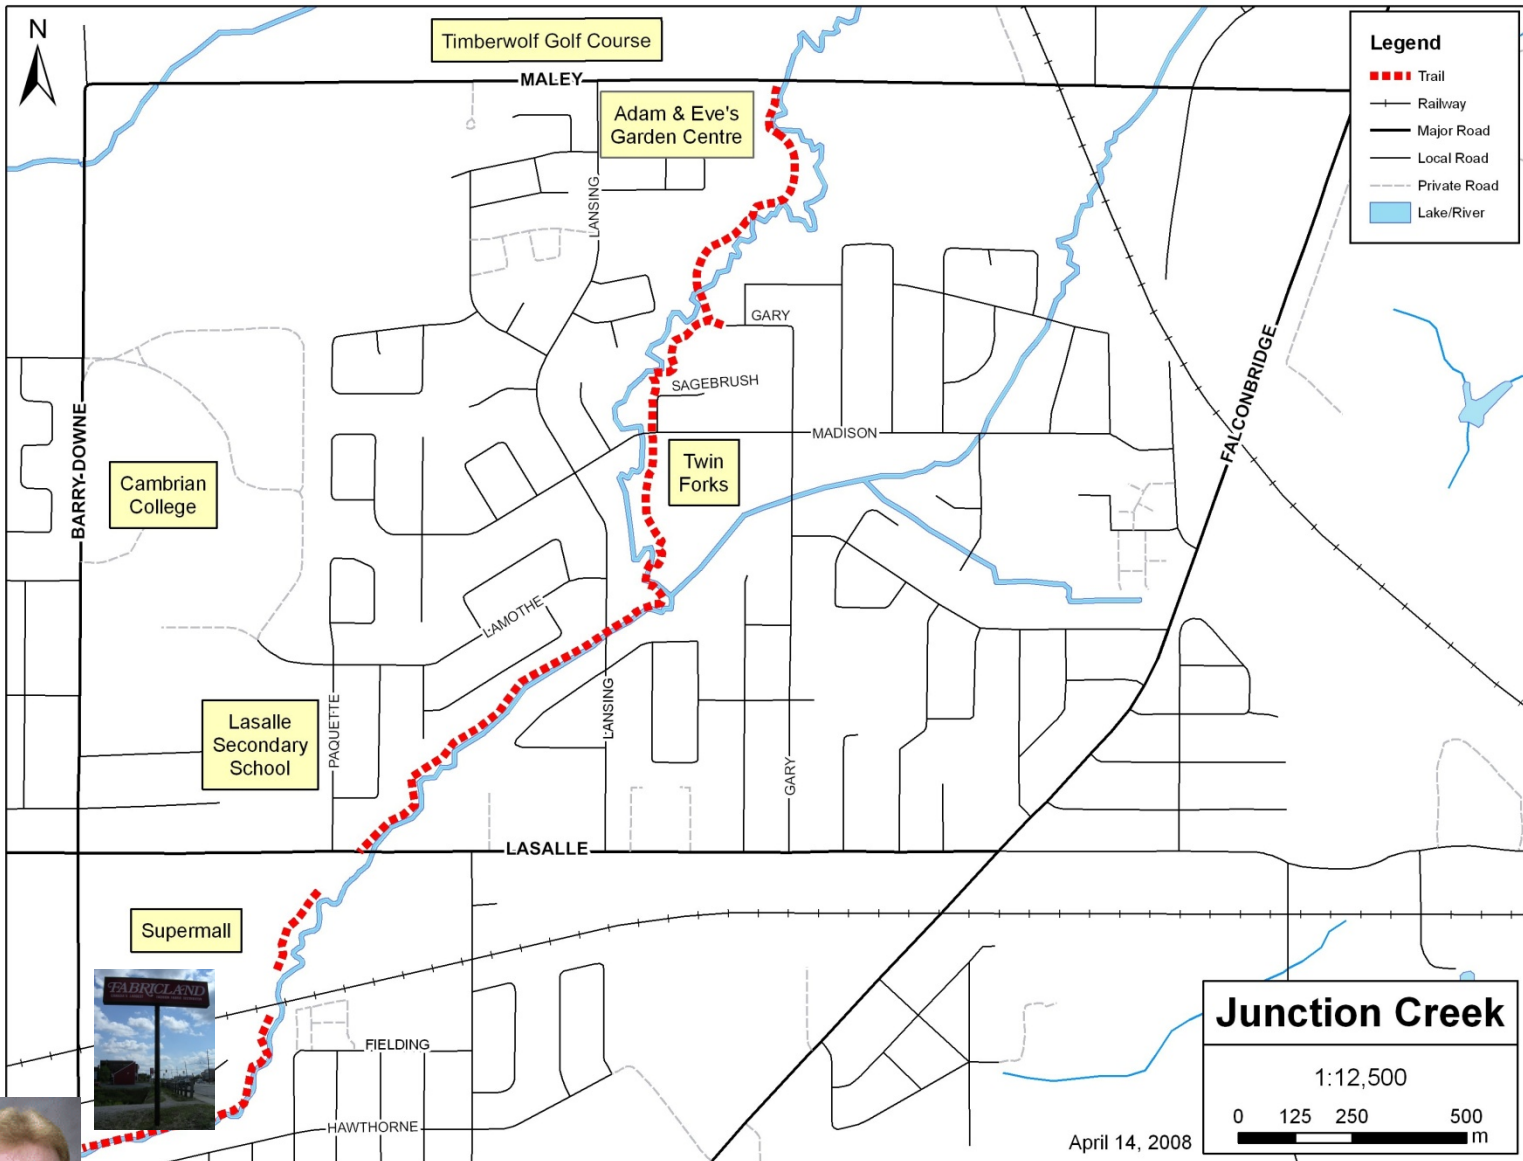 N
Timberwolf Golf Course
MALEY
Adam & Eve's
Garden Centre
Legend
Trail
Railway
Major Road
Local Road
Private Road
Lake/River
LANSING
GARY
SAGEBRUSH
MADISON
FALCONBRIDGE
BARRY-DOWNE
Cambrian
College
Twin
Forks
LAMOTHE
PAQUETTE
LANSING
Lasalle
Secondary
School
GARY
LASALLE
Supermall
FABRICLAND
FIELDING
HAWTHORNE
Junction Creek
1:12,500
0 125 250 500
m
April 14, 2008